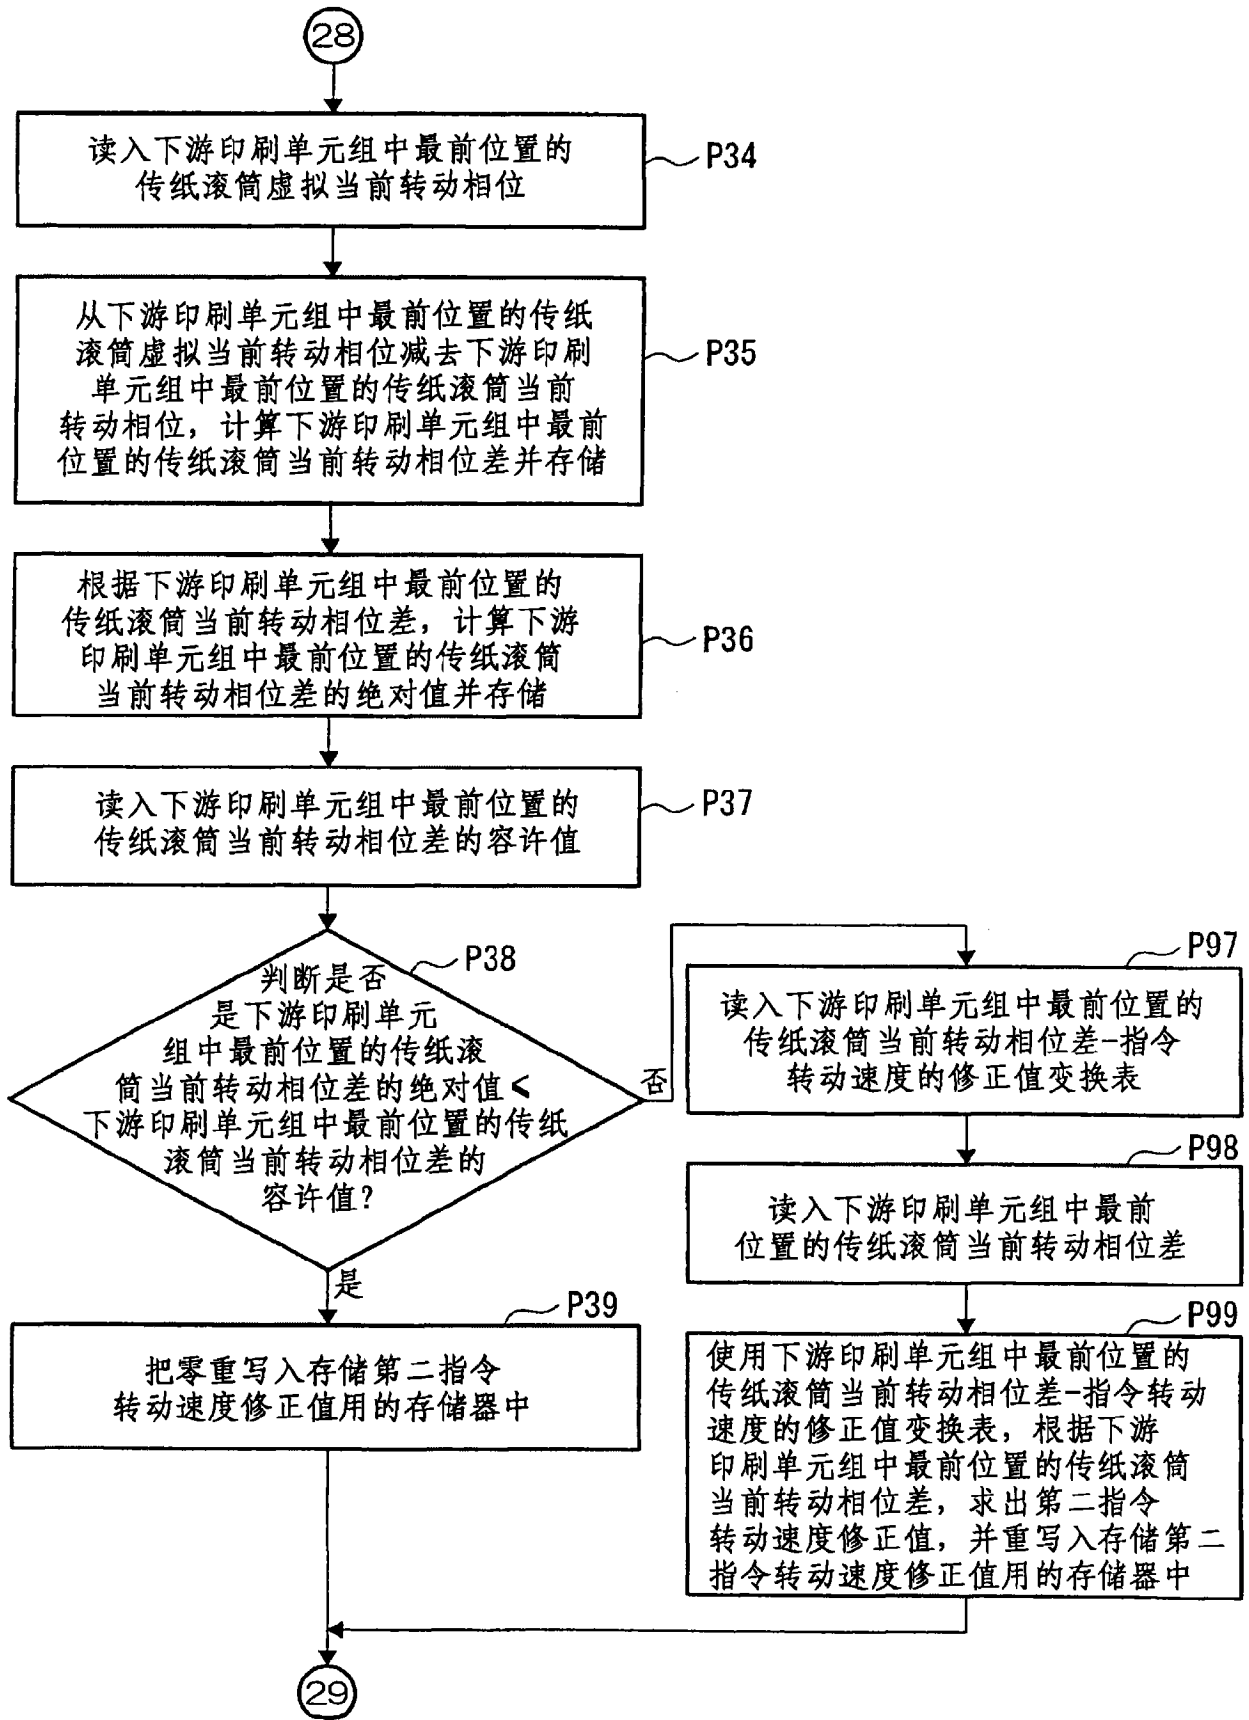 28
读入下游印刷单元组中最前位置的
传纸滚筒虚拟当前转动相位
P34
从下游印刷单元组中最前位置的传纸
滚筒虚拟当前转动相位减去下游印刷
单元组中最前位置的传纸滚筒当前
转动相位，计算下游印刷单元组中最前
位置的传纸滚筒当前转动相位差并存储
P35
根据下游印刷单元组中最前位置的
传纸滚筒当前转动相位差，计算下游
印刷单元组中最前位置的传纸滚筒
当前转动相位差的绝对值并存储
P36
读入下游印刷单元组中最前位置的
传纸滚筒当前转动相位差的容许值
P37
判断是否
是下游印刷单元
组中最前位置的传纸滚
筒当前转动相位差的绝对值≤
下游印刷单元组中最前位置的传纸
滚筒当前转动相位差的
容许值?
P38
否
是
把零重写入存储第二指令
转动速度修正值用的存储器中
P39
读入下游印刷单元组中最前位置的
传纸滚筒当前转动相位差-指令
转动速度的修正值变换表
P97
读入下游印刷单元组中最前
位置的传纸滚筒当前转动相位差
P98
使用下游印刷单元组中最前位置的
传纸滚筒当前转动相位差-指令转动
速度的修正值变换表，根据下游
印刷单元组中最前位置的传纸滚筒
当前转动相位差，求出第二指令
转动速度修正值，并重写入存储第二
指令转动速度修正值用的存储器中
P99
29